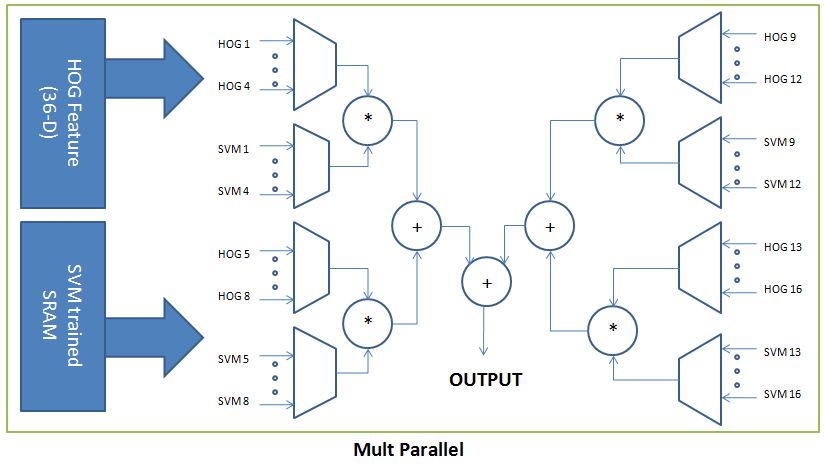 HOG Feature
(36-D)
SVM trained
SRAM
HOG 1
HOG 4
SVM 1
SVM 4
HOG 5
HOG 8
SVM 5
SVM 8
*
*
+
+
+
*
*
HOG 9
HOG 12
SVM 9
SVM 12
HOG 13
HOG 16
SVM 13
SVM 16
OUTPUT
Mult Parallel